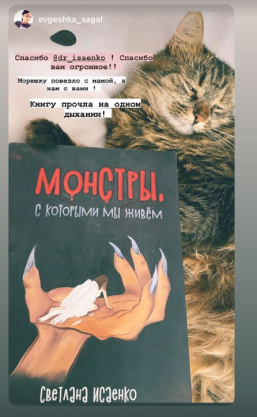 evgeshka_sagal
Спасибо @dr_isaenko ! Спасибо
вам огромное!!
Моряшку повезло с мамой, а
нам с вами !
Книгу прочла на одном
дыхании!
МОНСТРЫ,
С КОТОРЫМИ МЫ ЖИВЁМ
СВЕТЛАНА ИСАЕНКО